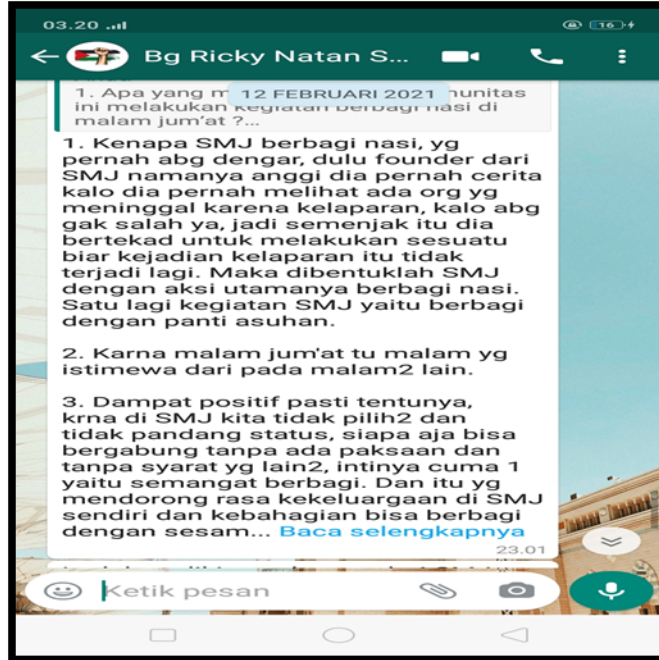 03.20
16
Bg Ricky Natan S...
1. Apa yang m
12 FEBRUARI 2021
ini melakukan kegiatan berbagi nasi di
malam jum'at ?...
1. Kenapa SMJ berbagi nasi, yg
pernah abg dengar, dulu founder dari
SMJ namanya anggi dia pernah cerita
kalo dia pernah melihat ada org yg
meninggal karena kelaparan, kalo abg
gak salah ya, jadi semenjak itu dia
bertekad untuk melakukan sesuatu
biar kejadian kelaparan itu tidak
terjadi lagi. Maka dibentuklah SMJ
dengan aksi utamanya berbagi nasi.
Satu lagi kegiatan SMJ yaitu berbagi
dengan panti asuhan.
2. Karna malam jum'at tu malam yg
istimewa dari pada malam2 lain.
3. Dampat positif pasti tentunya,
krna di SMJ kita tidak pilih2 dan
tidak pandang status, siapa aja bisa
bergabung tanpa ada paksaan dan
tanpa syarat yg lain2, intinya cuma 1
yaitu semangat berbagi. Dan itu yg
mendorong rasa kekeluargaan di SMJ
sendiri dan kebahagian bisa berbagi
dengan sesam... Baca selengkapnya
23.01
Ketik pesan